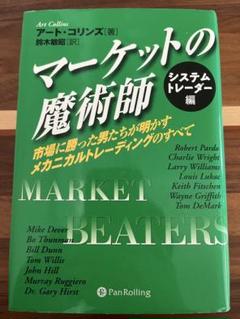 Art Collins
アート・コリンズ[著]
鈴木敏昭[訳]
マーケットの
魔術師
システム
トレーダー
編
市場に勝った男たちが明かす
メカニカルトレーディングのすべて
Robert Pardo
Charlie Wright
Larry Williams
Louis Lukac
Keith Fitschen
Wayne Griffith
Tom DeMark
MARKET
BEATERS
Mike Dever
Bo Thunman
Bill Dunn
Tom Willis
John Hill
Murray Ruggiero
Dr. Gary Hirst
PanRolling